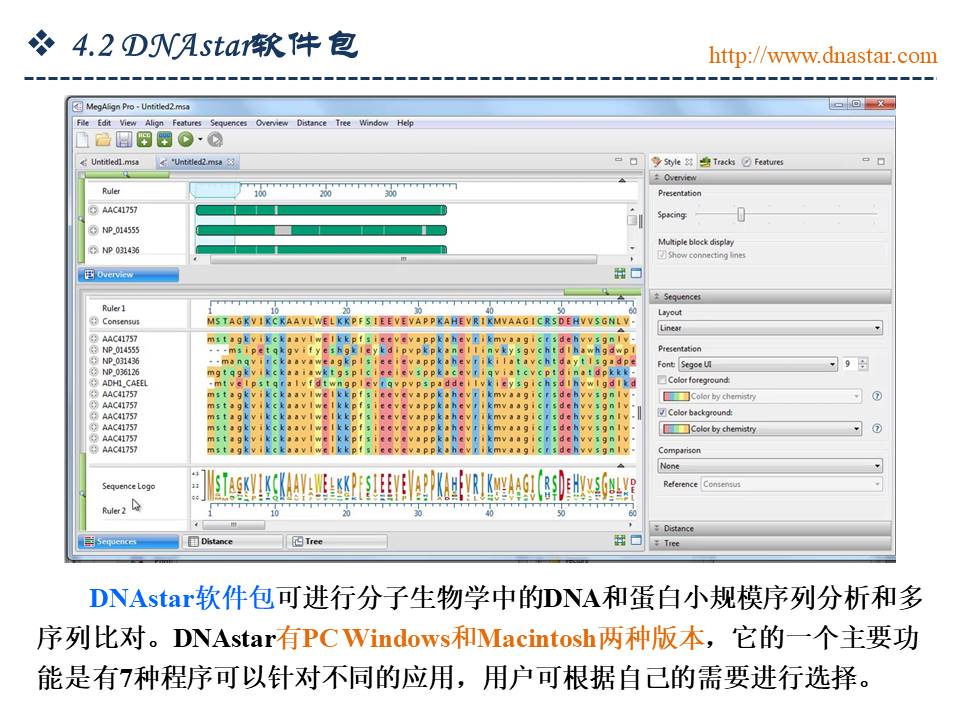 ❖ 4.2 DNAstar软件包
http://www.dnastar.com
MegAlign Pro - Untitled2.msa
File Edit View Align Features Sequences Overview Distance Tree Window Help
Untitled1.msa *Untitled2.msa
Style Tracks Features
Ruler
100 200 300
AAC41757
NP_014555
NP 031436
Overview
Overview
Presentation
Spacing:
Multiple block display
Show connecting lines
Ruler 1
1 10 20 30 40 50 60
Consensus
MSTAGKVIKCKAAVLWELKKPFSIEEVEVAPPKAHEVRIKMVAAGICRSDEHVVSGNLV-
AAC41757
NP_014555
NP_031436
NP_036126
ADH1_CAEEL
AAC41757
AAC41757
AAC41757
AAC41757
AAC41757
AAC41757
mstagkvikckaavlwelkkpfsieevevappkahevrikmvaagicrsdehvvsgnlv-
mstagkvikckaavlwelkkpfsieevevappkahevrikmvaagicrsdehvvsgnlv-
mstagkvikckaavlwelkkpfsieevevappkahevrikmvaagicrsdehvvsgnlv-
mstagkvikckaavlwelkkpfsieevevappkahevrikmvaagicrsdehvvsgnlv-
mstagkvikckaavlwelkkpfsieevevappkahevrikmvaagicrsdehvvsgnlv-
mstagkvikckaavlwelkkpfsieevevappkahevrikmvaagicrsdehvvsgnlv-
mstagkvikckaavlwelkkpfsieevevappkahevrikmvaagicrsdehvvsgnlv-
Sequence Logo
Ruler 2
1 10 20 30 40 50 60
Sequences Distance Tree
Sequences
Layout
Linear
Presentation
Font: Segoe UI 9
Color foreground:
Color by chemistry
Color background:
Color by chemistry
Comparison
None
Reference Consensus
Distance
Tree
DNAstar软件包可进行分子生物学中的DNA和蛋白小规模序列分析和多
序列比对。DNAstar有PC Windows和Macintosh两种版本，它的一个主要功
能是有7种程序可以针对不同的应用，用户可根据自己的需要进行选择。